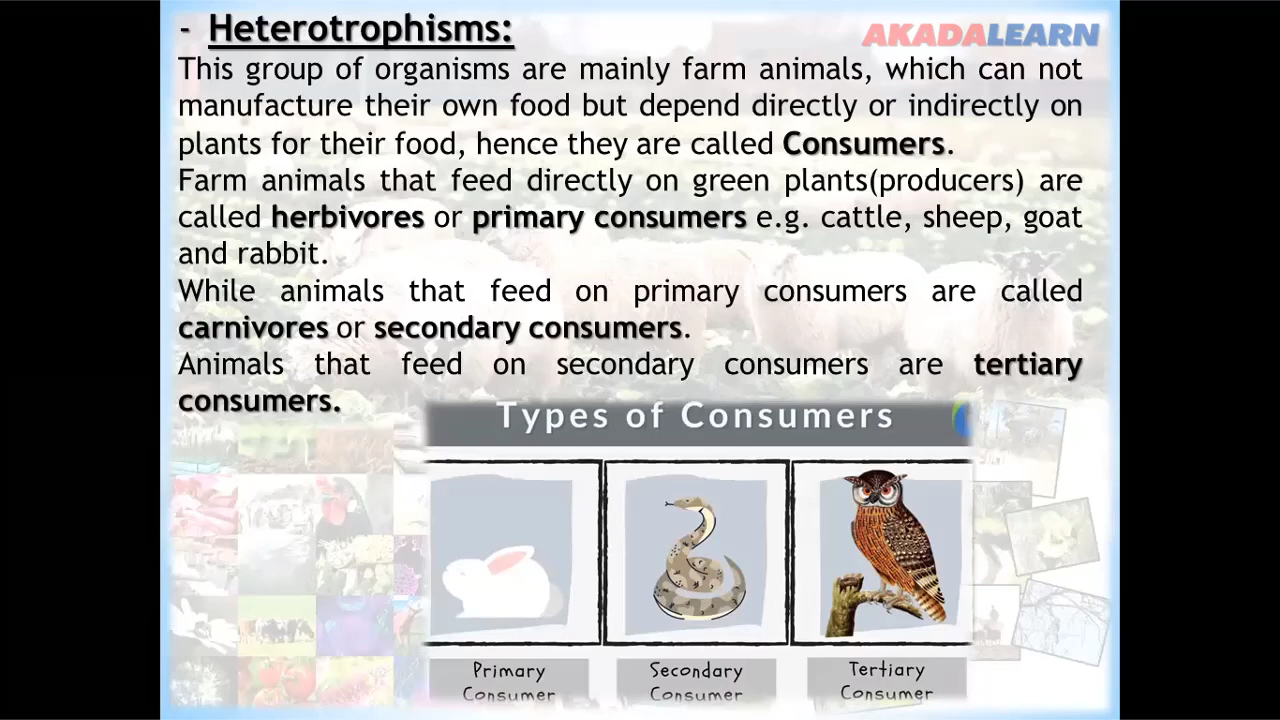 - Heterotrophisms:
AKADALEARN
This group of organisms are mainly farm animals, which can not
manufacture their own food but depend directly or indirectly on
plants for their food, hence they are called Consumers.
Farm animals that feed directly on green plants(producers) are
called herbivores or primary consumers e.g. cattle, sheep, goat
and rabbit.
While animals that feed on primary consumers are called
carnivores or secondary consumers.
Animals that feed on secondary consumers are tertiary
consumers.
Types of Consumers
Primary
Consumer
Secondary
Consumer
Tertiary
Consumer